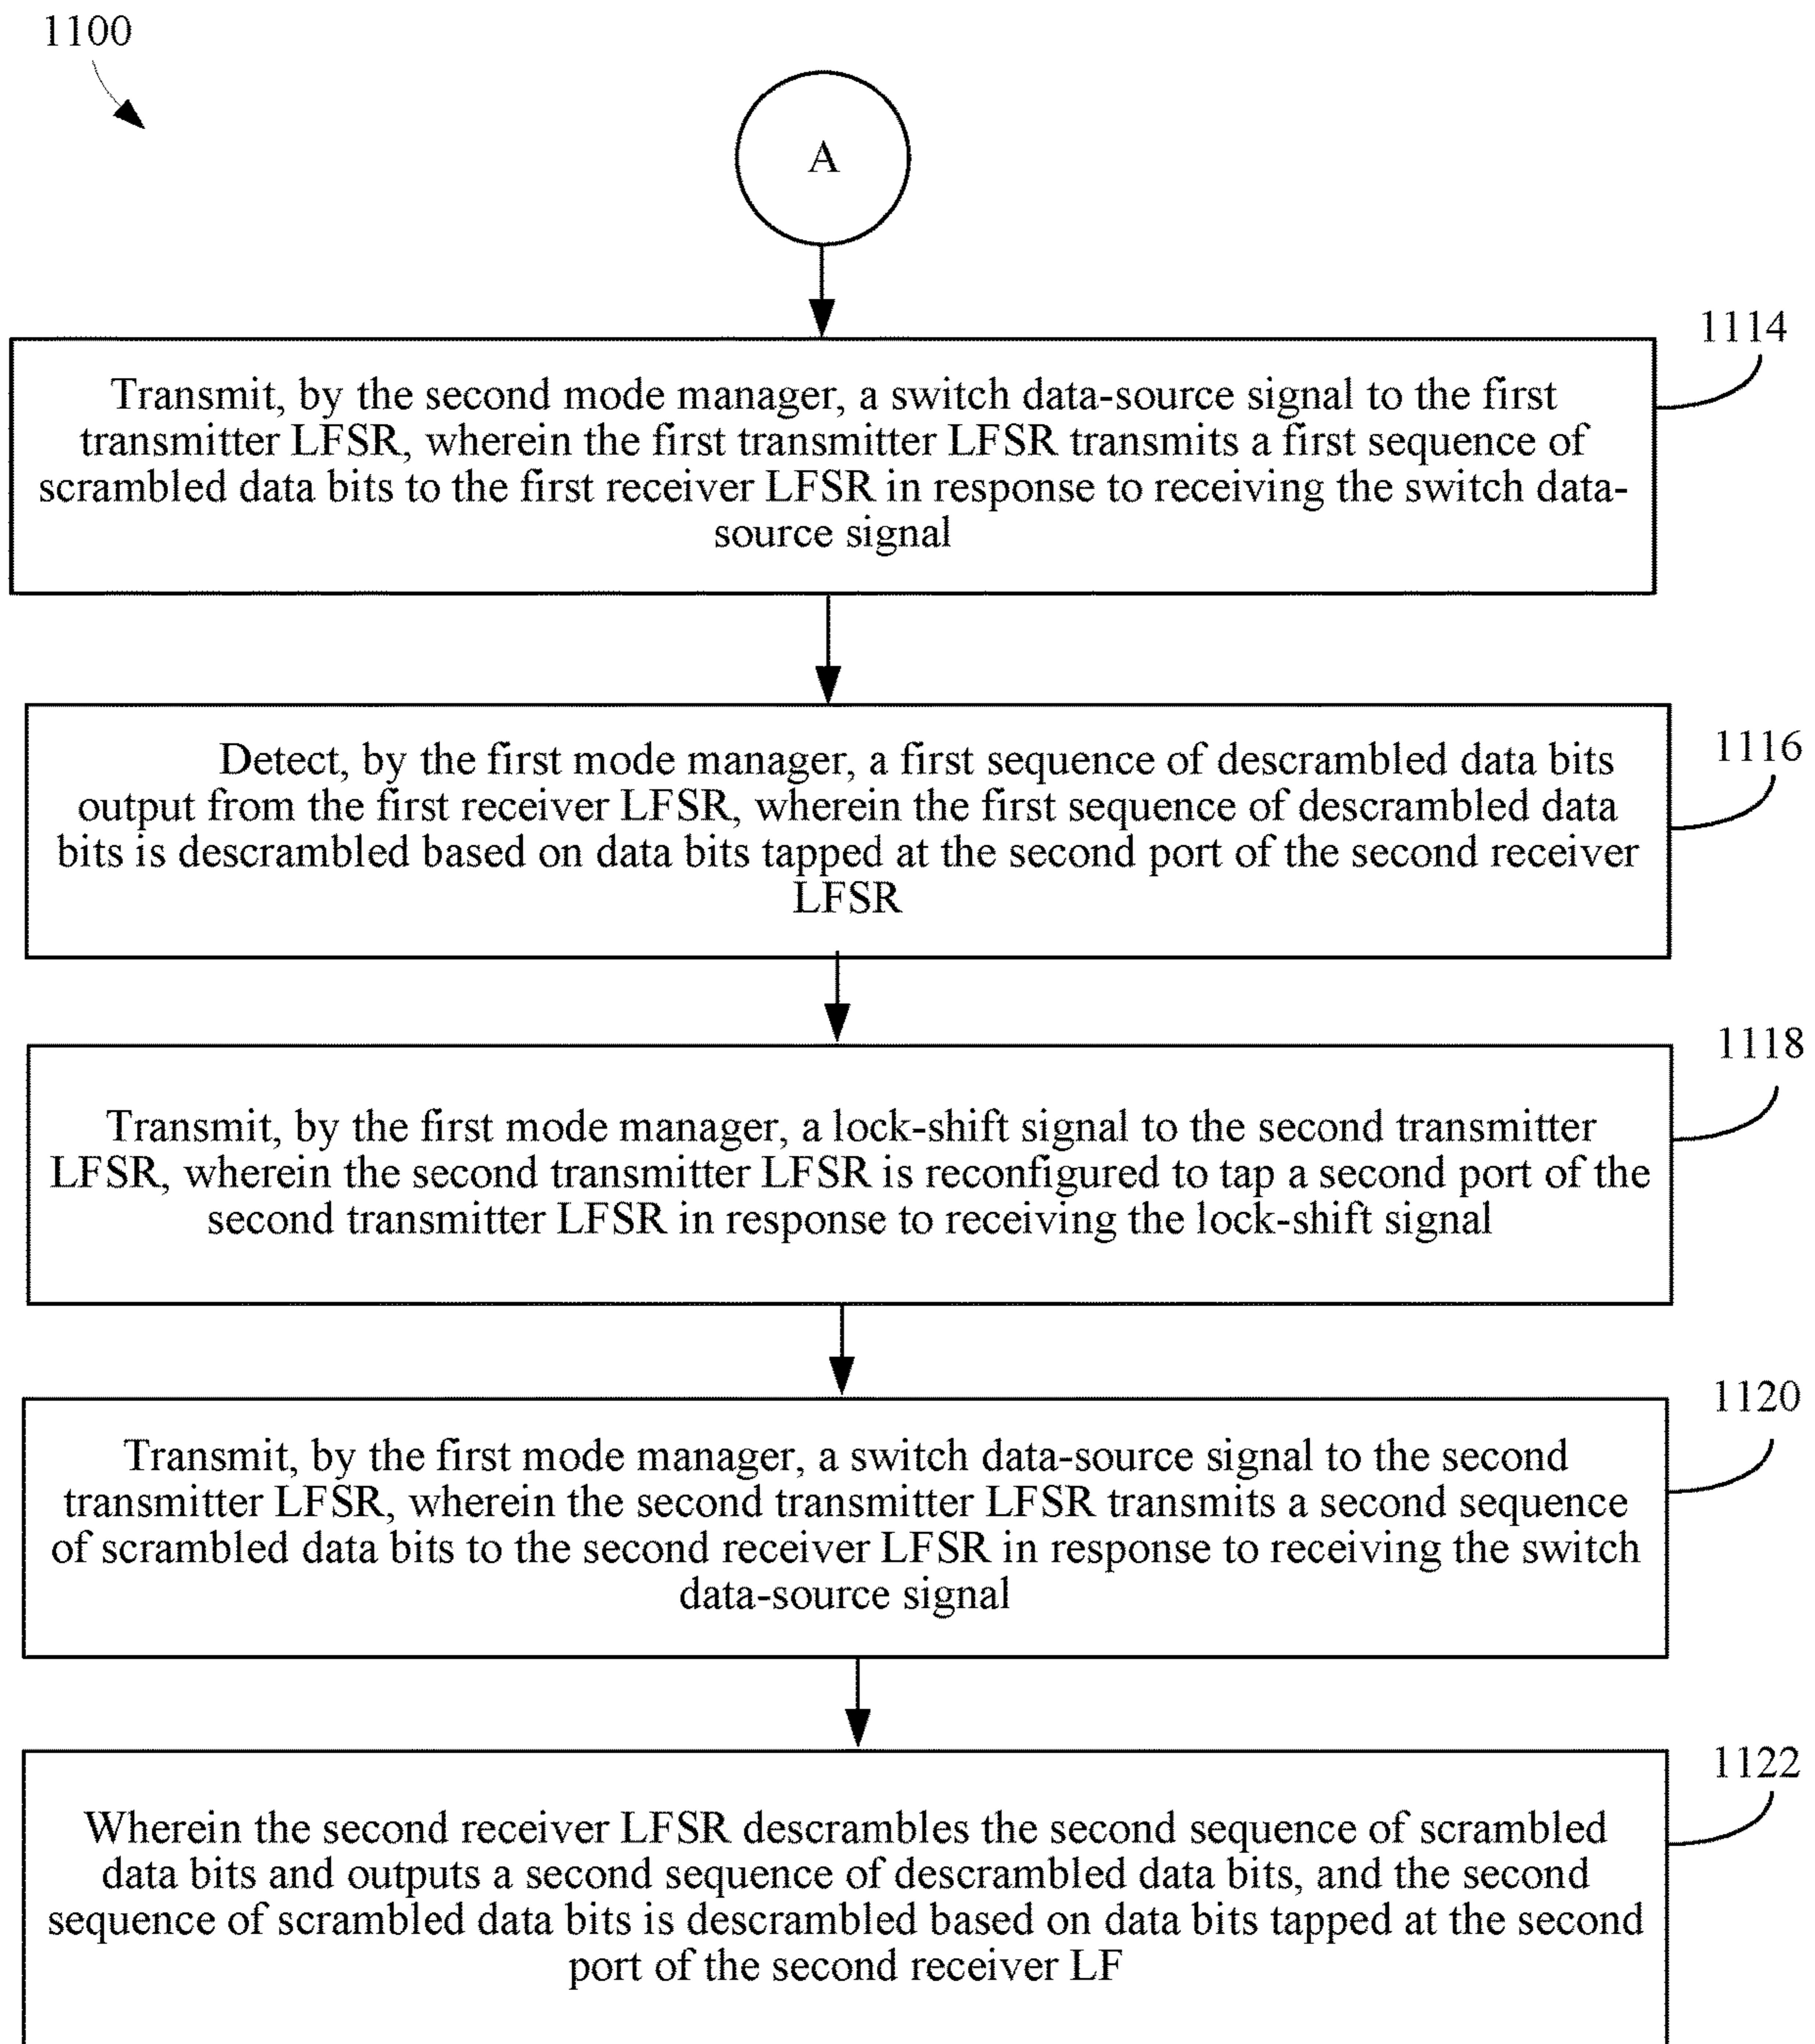 1100
A
1114
Transmit, by the second mode manager, a switch data-source signal to the first
transmitter LFSR, wherein the first transmitter LFSR transmits a first sequence of
scrambled data bits to the first receiver LFSR in response to receiving the switch data-
source signal
1116
Detect, by the first mode manager, a first sequence of descrambled data bits
output from the first receiver LFSR, wherein the first sequence of descrambled data
bits is descrambled based on data bits tapped at the second port of the second receiver
LFSR
1118
Transmit, by the first mode manager, a lock-shift signal to the second transmitter
LFSR, wherein the second transmitter LFSR is reconfigured to tap a second port of the
second transmitter LFSR in response to receiving the lock-shift signal
1120
Transmit, by the first mode manager, a switch data-source signal to the second
transmitter LFSR, wherein the second transmitter LFSR transmits a second sequence
of scrambled data bits to the second receiver LFSR in response to receiving the switch
data-source signal
1122
Wherein the second receiver LFSR descrambles the second sequence of scrambled
data bits and outputs a second sequence of descrambled data bits, and the second
sequence of scrambled data bits is descrambled based on data bits tapped at the second
port of the second receiver LF